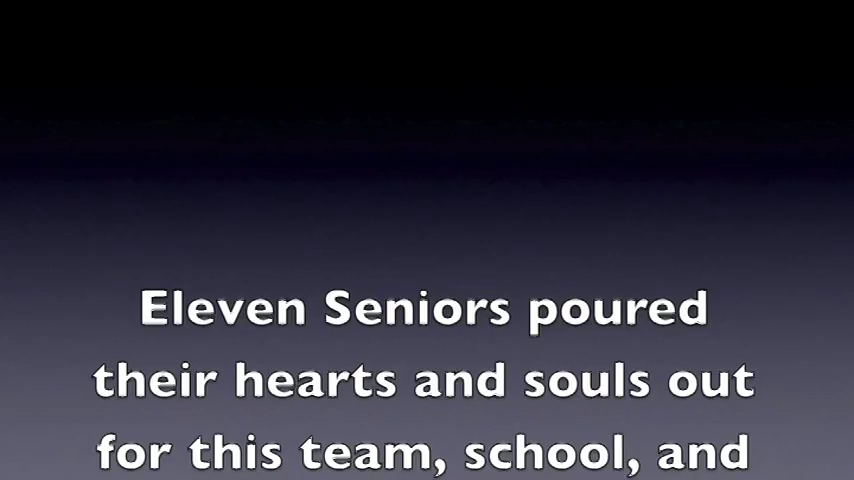 Eleven Seniors poured
their hearts and souls out
for this team, school, and